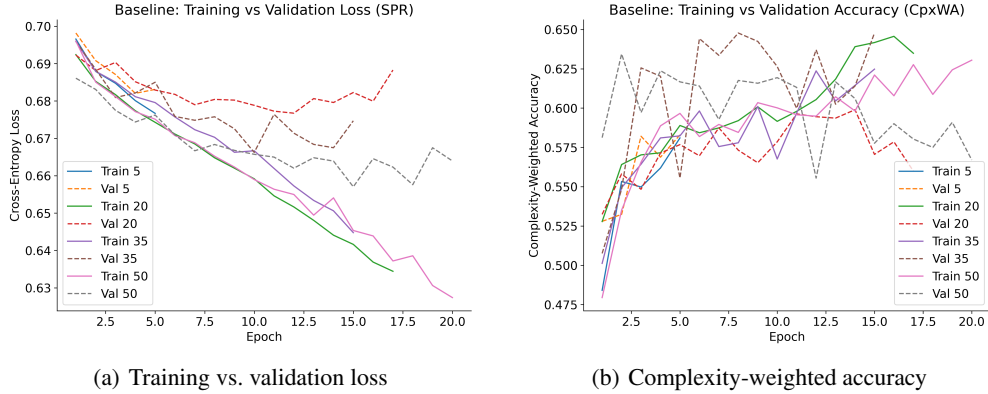 Baseline: Training vs Validation Loss (SPR)
Cross-Entropy Loss
0.70
0.69
0.68
0.67
0.66
0.65
0.64
0.63
Train 5
Val 5
Train 20
Val 20
Train 35
Val 35
Train 50
Val 50
2.5 5.0 7.5 10.0 12.5 15.0 17.5 20.0
Epoch
(a) Training vs. validation loss
Baseline: Training vs Validation Accuracy (CpxWA)
Complexity-Weighted Accuracy
0.650
0.625
0.600
0.575
0.550
0.525
0.500
0.475
Train 5
Val 5
Train 20
Val 20
Train 35
Val 35
Train 50
Val 50
2.5 5.0 7.5 10.0 12.5 15.0 17.5 20.0
Epoch
(b) Complexity-weighted accuracy